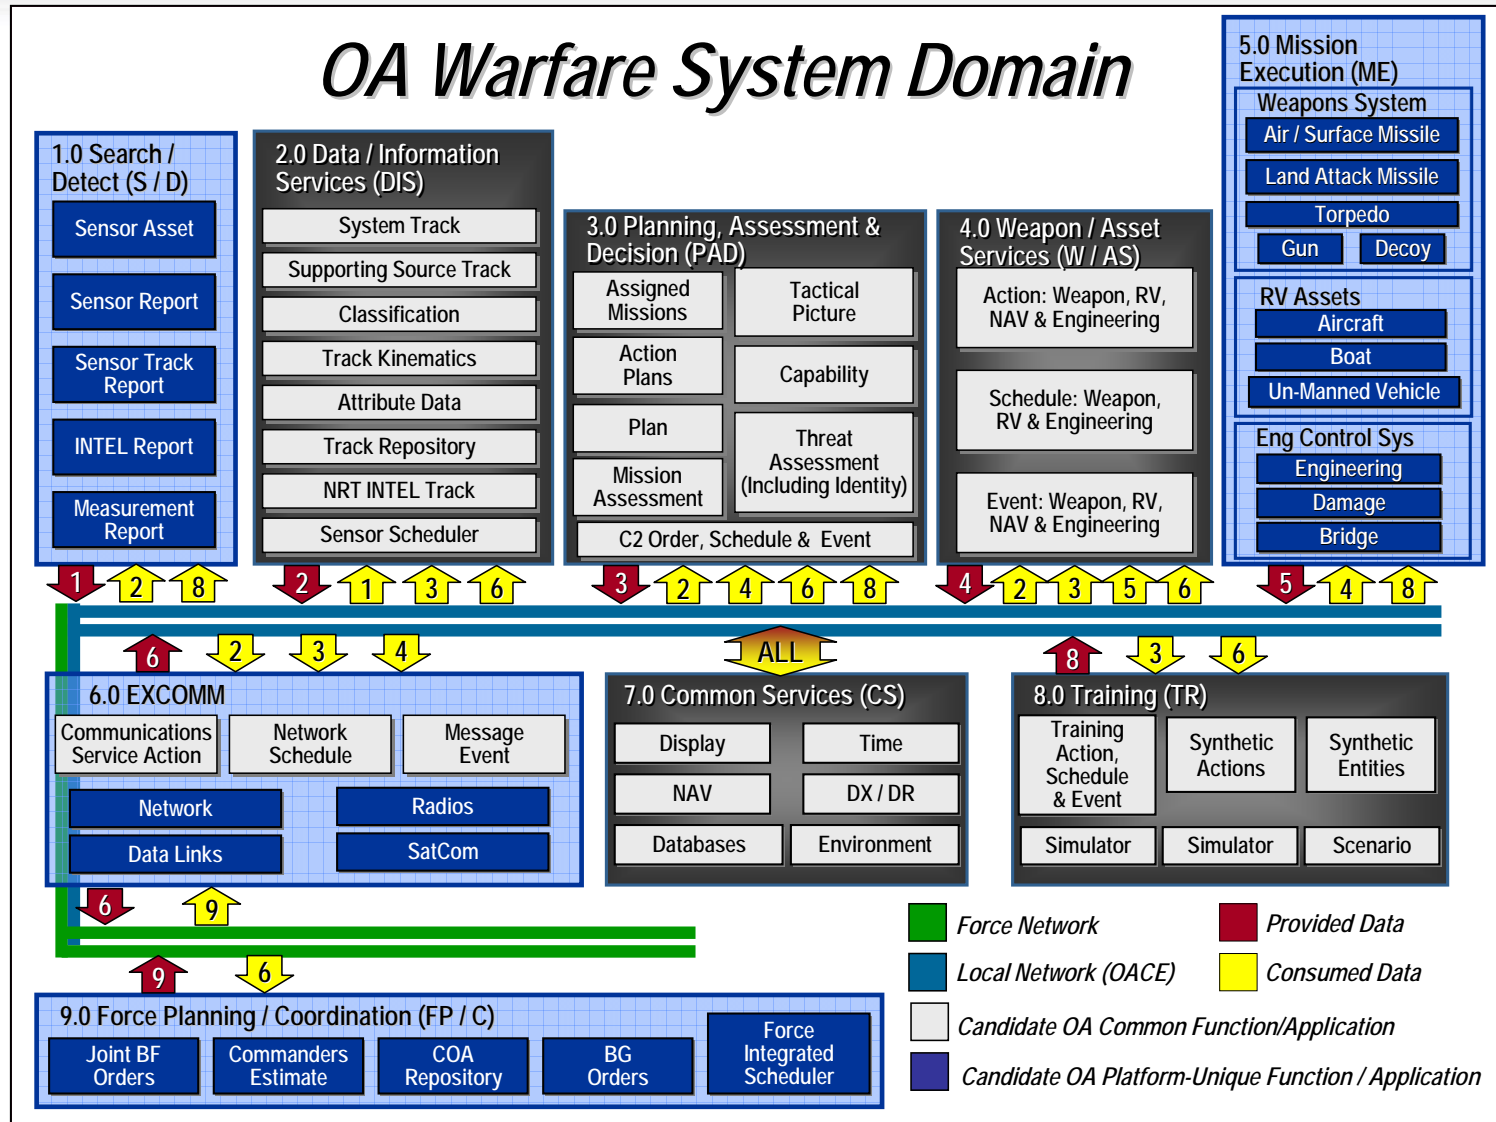 OA Warfare System Domain
1.0 Search /
Detect (S / D)
Sensor Asset
Sensor Report
Sensor Track
Report
INTEL Report
Measurement
Report
2.0 Data / Information
Services (DIS)
System Track
Supporting Source Track
Classification
Track Kinematics
Attribute Data
Track Repository
NRT INTEL Track
Sensor Scheduler
3.0 Planning, Assessment &
Decision (PAD)
Assigned
Missions
Action
Plans
Plan
Mission
Assessment
Tactical
Picture
Capability
Threat
Assessment
(Including Identity)
C2 Order, Schedule & Event
4.0 Weapon / Asset
Services (W / AS)
Action: Weapon, RV,
NAV & Engineering
Schedule: Weapon,
RV & Engineering
Event: Weapon, RV,
NAV & Engineering
5.0 Mission
Execution (ME)
Weapons System
Air / Surface Missile
Land Attack Missile
Torpedo
Gun
Decoy
RV Assets
Aircraft
Boat
Un-Manned Vehicle
Eng Control Sys
Engineering
Damage
Bridge
1
2
8
2
1
3
6
3
2
4
6
8
4
2
3
5
6
5
4
8
6
2
3
4
ALL
8
3
6
6.0 EXCOMM
Communications
Service Action
Network
Schedule
Message
Event
Network
Radios
Data Links
SatCom
7.0 Common Services (CS)
Display
Time
NAV
DX / DR
Databases
Environment
8.0 Training (TR)
Training
Action,
Schedule
& Event
Synthetic
Actions
Synthetic
Entities
Simulator
Simulator
Scenario
6
9
9
6
9.0 Force Planning / Coordination (FP / C)
Joint BF
Orders
Commanders
Estimate
COA
Repository
BG
Orders
Force
Integrated
Scheduler
Force Network
Provided Data
Local Network (OACE)
Consumed Data
Candidate OA Common Function/Application
Candidate OA Platform-Unique Function / Application